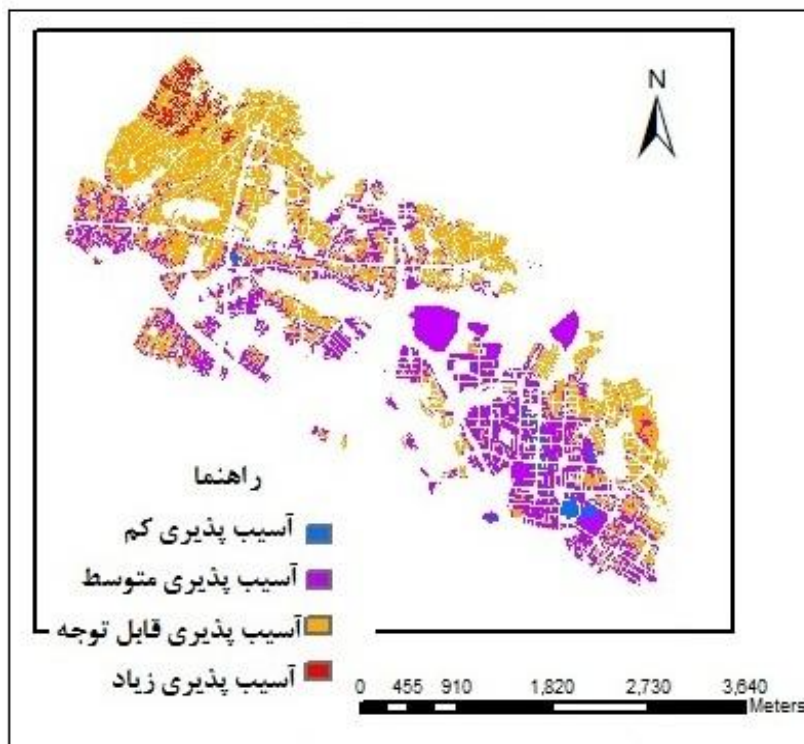 N
راهنما
آسیب پذیری کم
آسیب پذیری متوسط
آسیب پذیری قابل توجه
آسیب پذیری زیاد
0 455 910 1,820 2,730 3,640
Meters